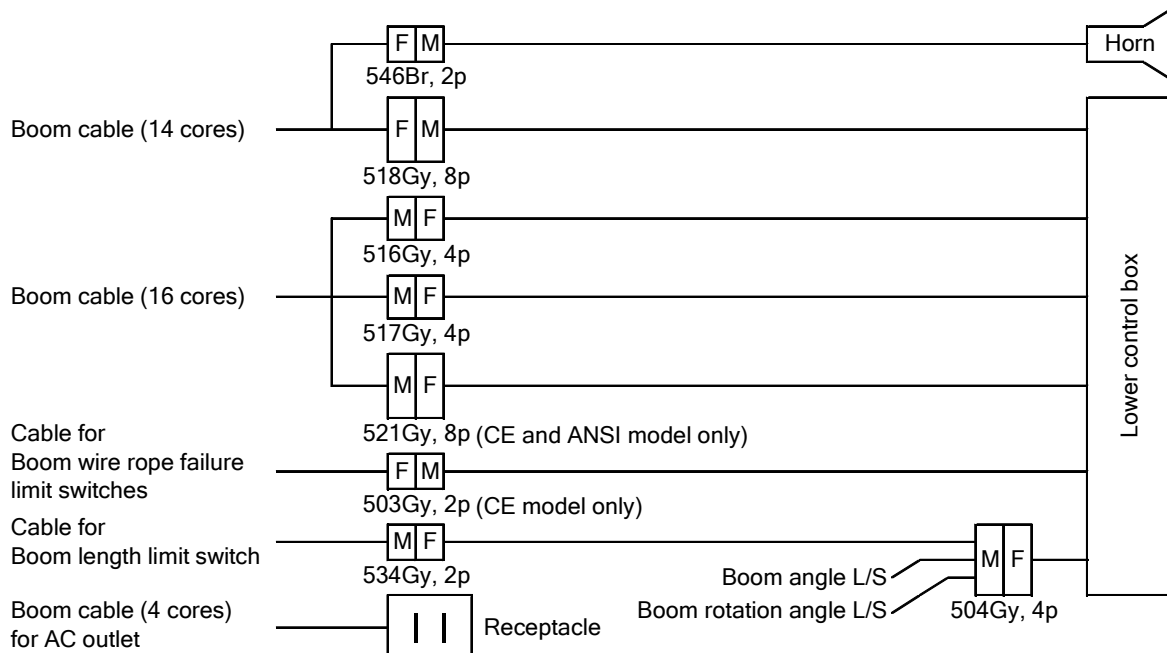 F M
Horn
546Br, 2p
Boom cable (14 cores)
F M
518Gy, 8p
M F
516Gy, 4p
Boom cable (16 cores)
M F
517Gy, 4p
M F
521Gy, 8p (CE and ANSI model only)
Lower control box
Cable for
Boom wire rope failure
limit switches
F M
503Gy, 2p (CE model only)
Cable for
Boom length limit switch
M F
534Gy, 2p
Boom angle L/S
Boom rotation angle L/S
M F
504Gy, 4p
Boom cable (4 cores)
for AC outlet
Receptacle